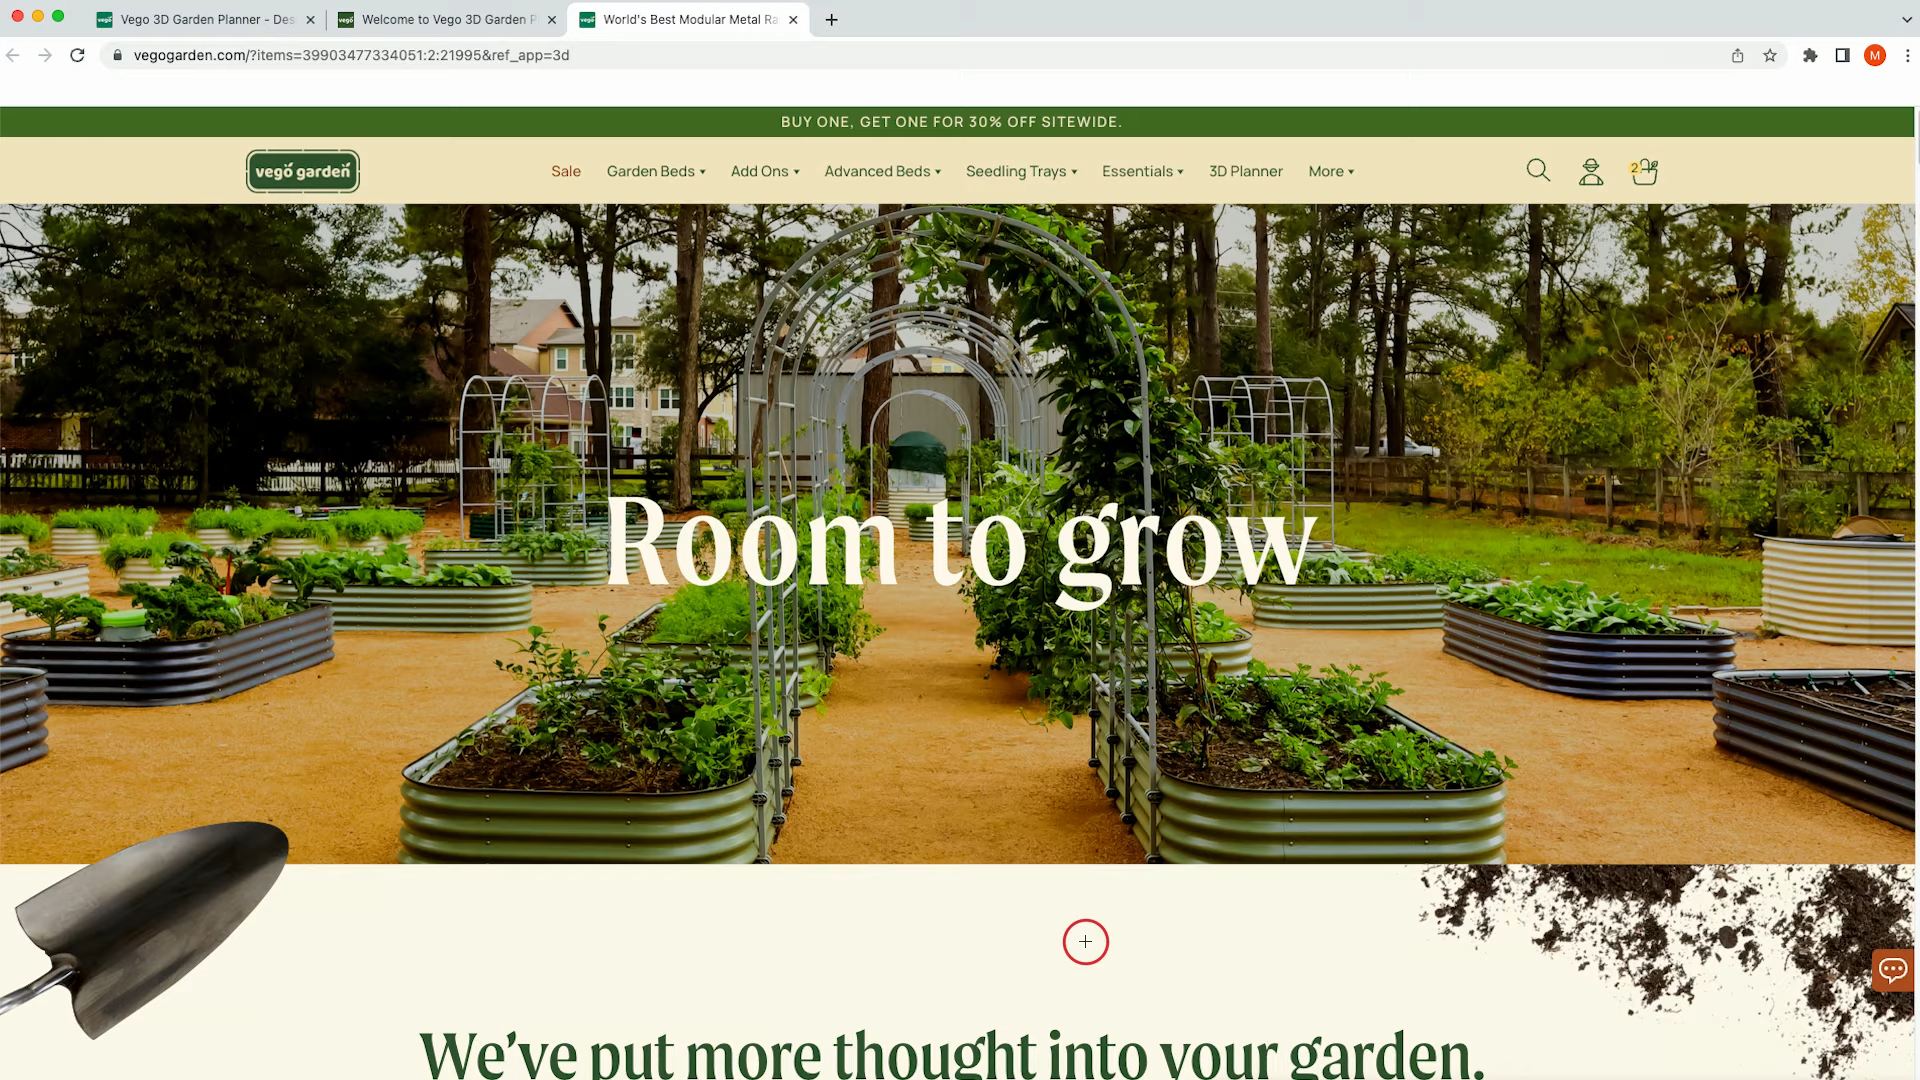 Vego 3D Garden Planner - Des
Welcome to Vego 3D Garden P
World's Best Modular Metal Ra
vegogarden.com/?items=39903477334051:2:21995&ref_app=3d
M
BUY ONE, GET ONE FOR 30% OFF SITEWIDE.
vego garden
Sale
Garden Beds
Add Ons
Advanced Beds
Seedling Trays
Essentials
3D Planner
More
2
Room to grow
We've put more thought into your garden.